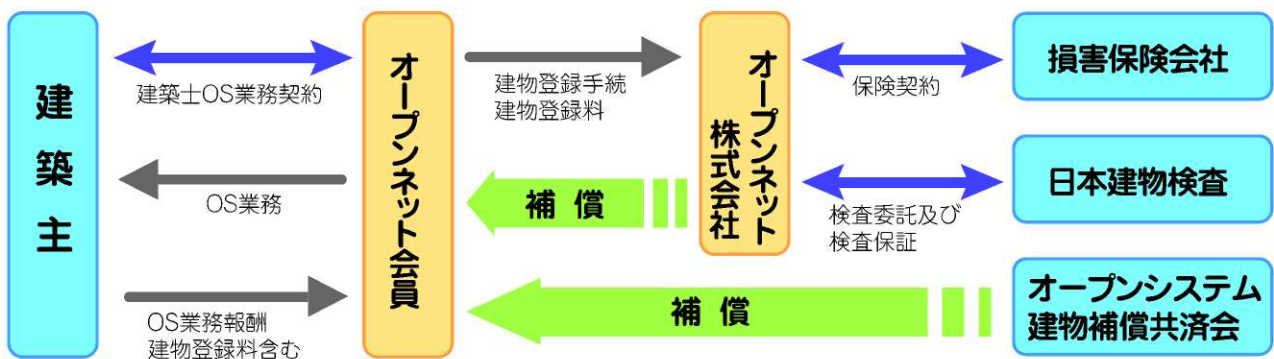 建築主
建築士OS業務契約
OS業務
OS業務報酬
建物登録料含む
オープンネット会員
建物登録手続
建物登録料
補償
補償
オープンネット
株式会社
保険契約
検査委託及び
検査保証
損害保険会社
日本建物検査
オープンシステム
建物補償共済会